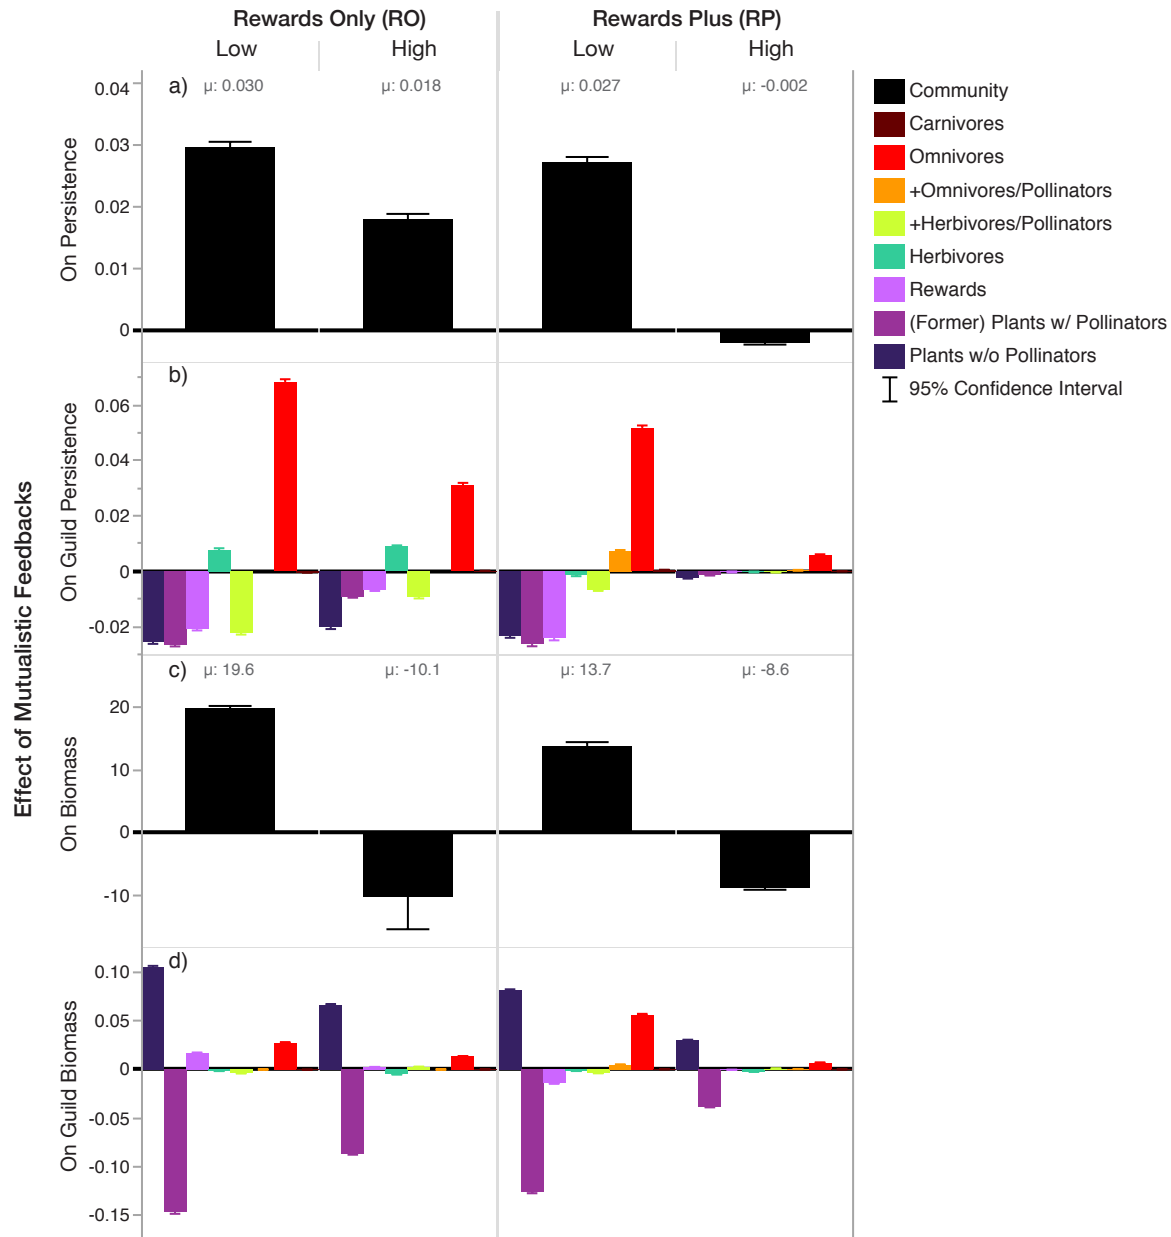 Rewards Only (RO) Rewards Plus (RP)
Low High Low High
a) μ: 0.030 μ: 0.018 μ: 0.027 μ: -0.002
0.04
0.03
0.02
0.01
0
On Persistence
b)
0.06
0.04
0.02
0
-0.02
On Guild Persistence
c) μ: 19.6 μ: -10.1 μ: 13.7 μ: -8.6
20
10
0
-10
On Biomass
d)
0.10
0.05
0
-0.05
-0.10
-0.15
On Guild Biomass
Effect of Mutualistic Feedbacks
Community
Carnivores
Omnivores
+Omnivores/Pollinators
+Herbivores/Pollinators
Herbivores
Rewards
(Former) Plants w/ Pollinators
Plants w/o Pollinators
95% Confidence Interval